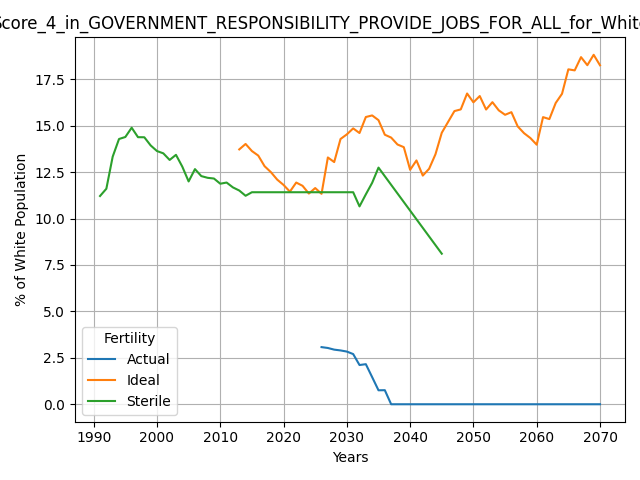 Score_4_in_GOVERNMENT_RESPONSIBILITY_PROVIDE_JOBS_FOR_ALL_for_White
17.5
15.0
12.5
10.0
7.5
5.0
2.5
0.0
% of White Population
Fertility
Actual
Ideal
Sterile
1990 2000 2010 2020 2030 2040 2050 2060 2070
Years